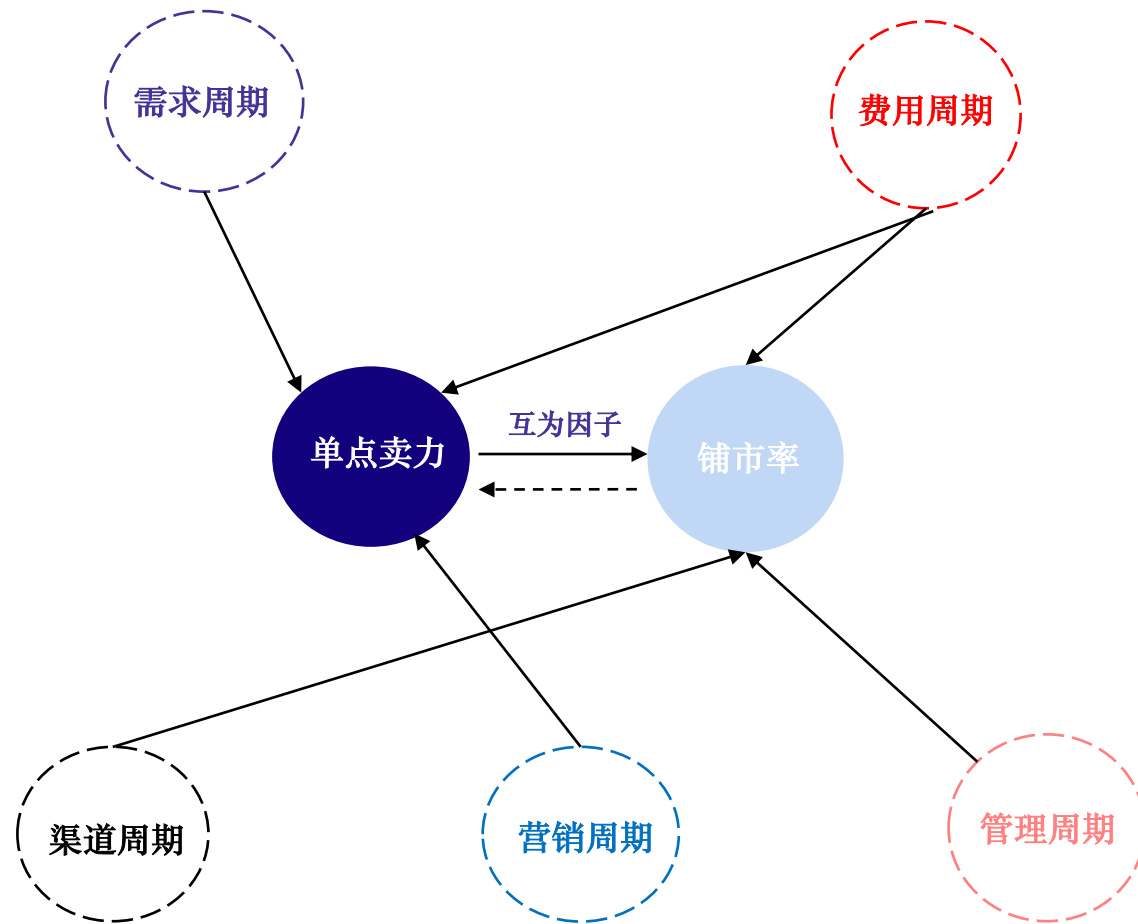 需求周期
费用周期
互为因子
单点卖力
铺市率
渠道周期
营销周期
管理周期